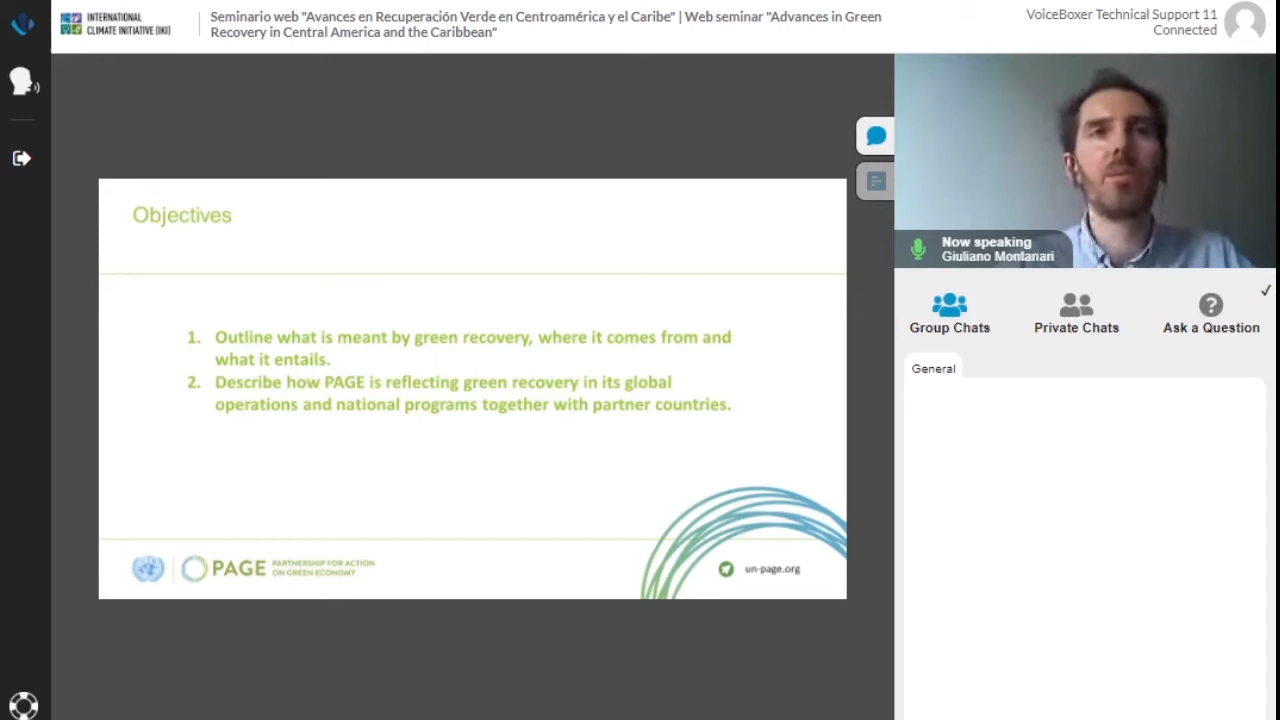 INTERNATIONAL
CLIMATE INITIATIVE (IKI)
Seminario web "Avances en Recuperación Verde en Centroamérica y el Caribe" | Web seminar "Advances in Green
Recovery in Central America and the Caribbean"
VoiceBoxer Technical Support 11
Connected
Objectives
1. Outline what is meant by green recovery, where it comes from and
what it entails.
2. Describe how PAGE is reflecting green recovery in its global
operations and national programs together with partner countries.
PAGE
PARTNERSHIP FOR ACTION
ON GREEN ECONOMY
un-page.org
Now speaking
Giuliano Montanari
Group Chats
Private Chats
Ask a Question
General